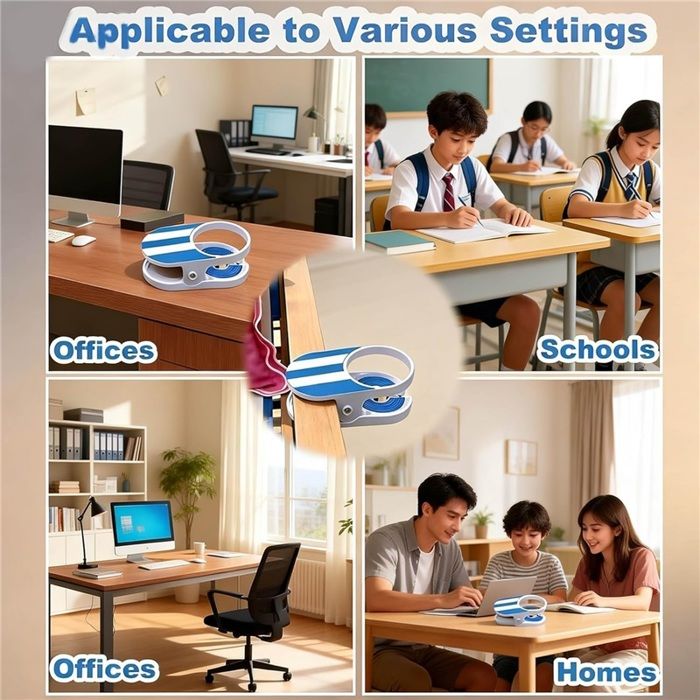 Applicable to Various Settings
Offices
Schools
Offices
Homes